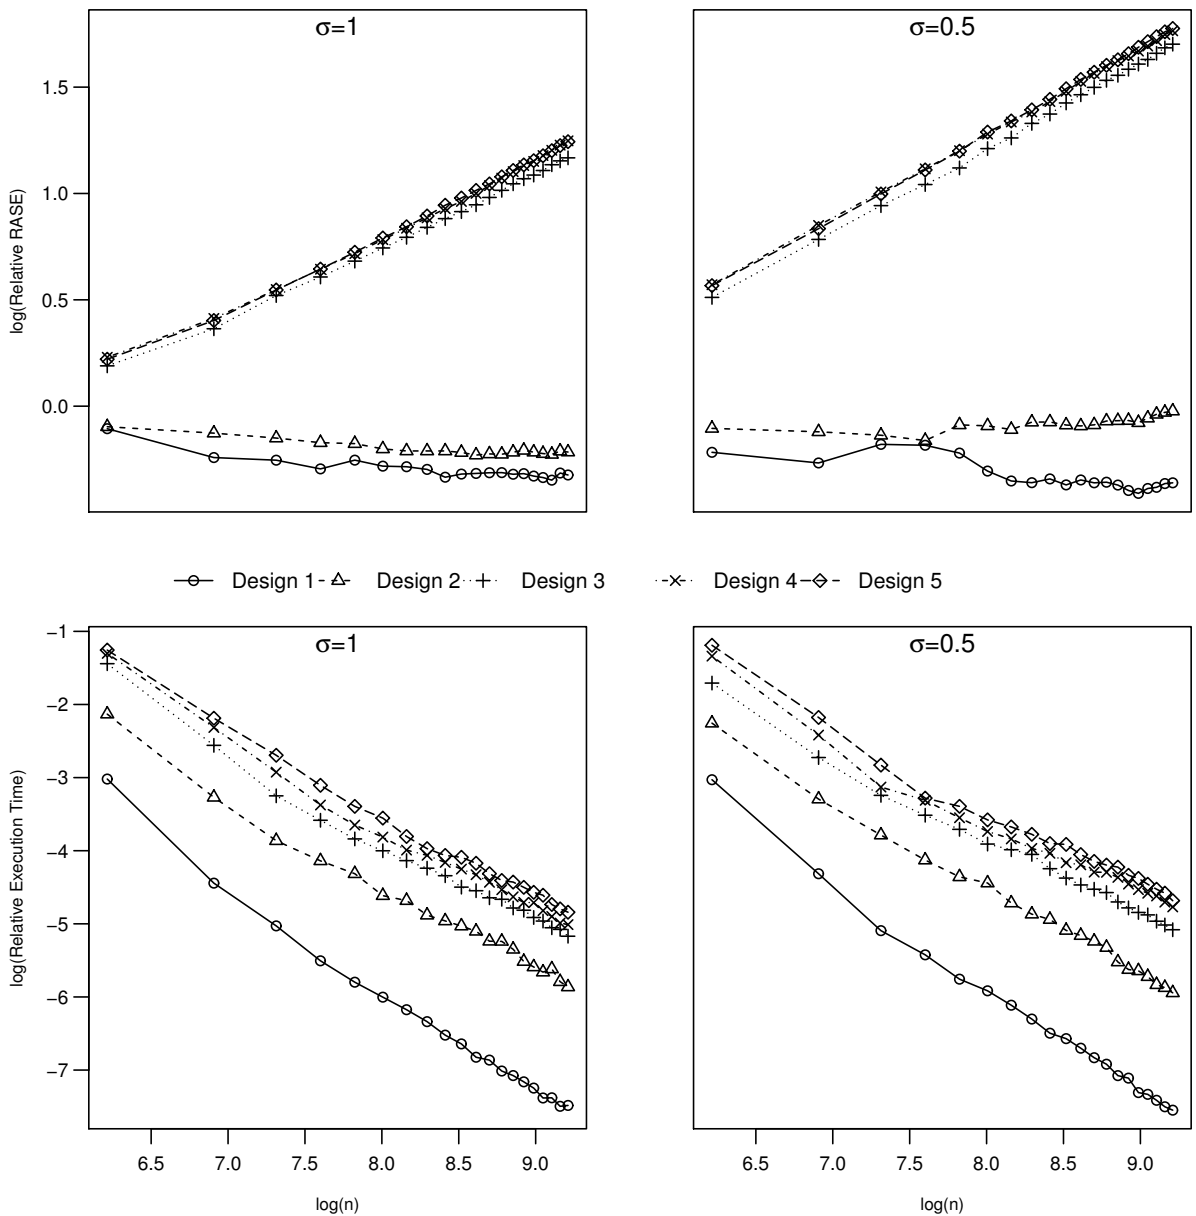 σ=1
σ=0.5
1.5
1.0
0.5
0.0
log(Relative RASE)
Design 1
Design 2
Design 3
Design 4
Design 5
σ=1
σ=0.5
−1
−2
−3
−4
−5
−6
−7
log(Relative Execution Time)
6.5 7.0 7.5 8.0 8.5 9.0
6.5 7.0 7.5 8.0 8.5 9.0
log(n)
log(n)